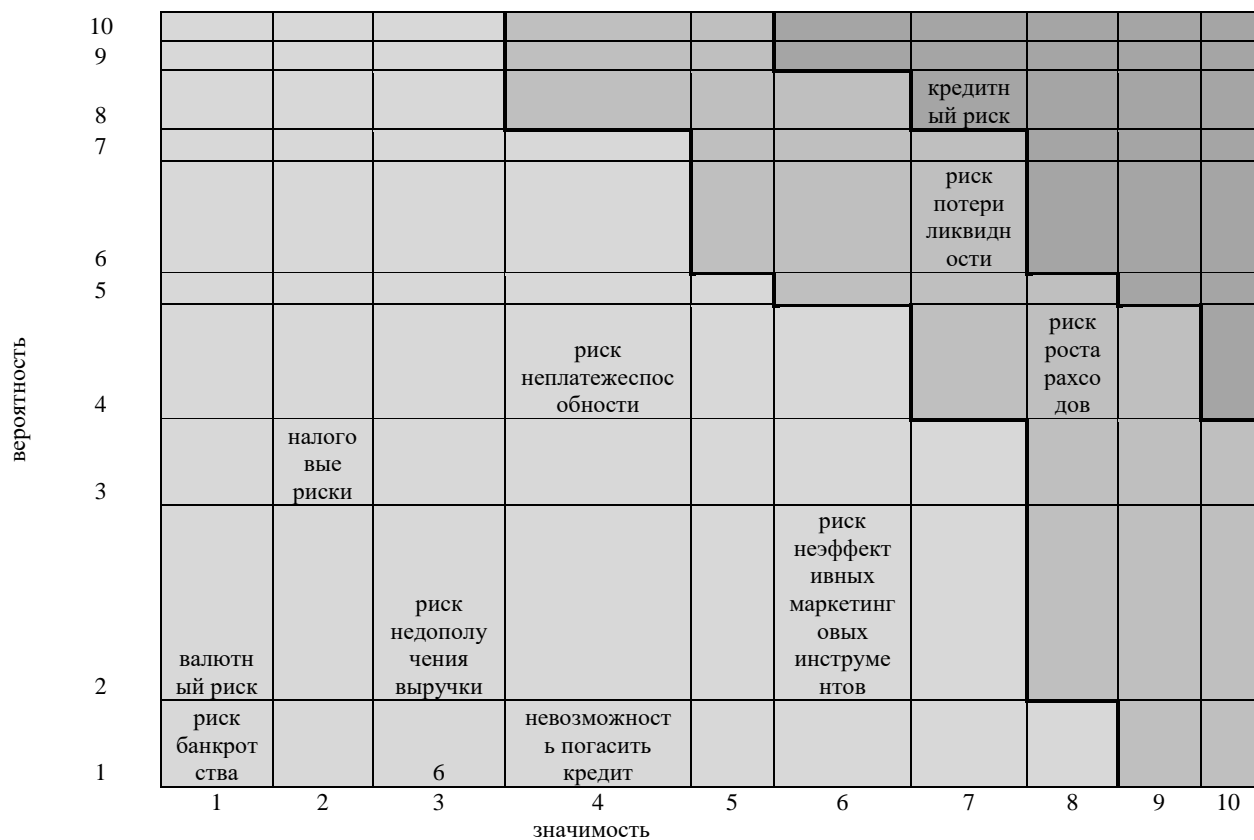 10
9
8
кредитн
ый риск
7
6
риск
потери
ликвидн
ости
5
вероятность
4
риск
неплатежеспос
обности
риск
роста
рахсо
дов
3
налого
вые
риски
2
валютн
ый риск
риск
недополу
чения
выручки
риск
неэффект
ивных
маркетинг
овых
инструме
нтов
1
риск
банкрот
ства
6
невозможност
ь погасить
кредит
1 2 3 4 5 6 7 8 9 10
значимость